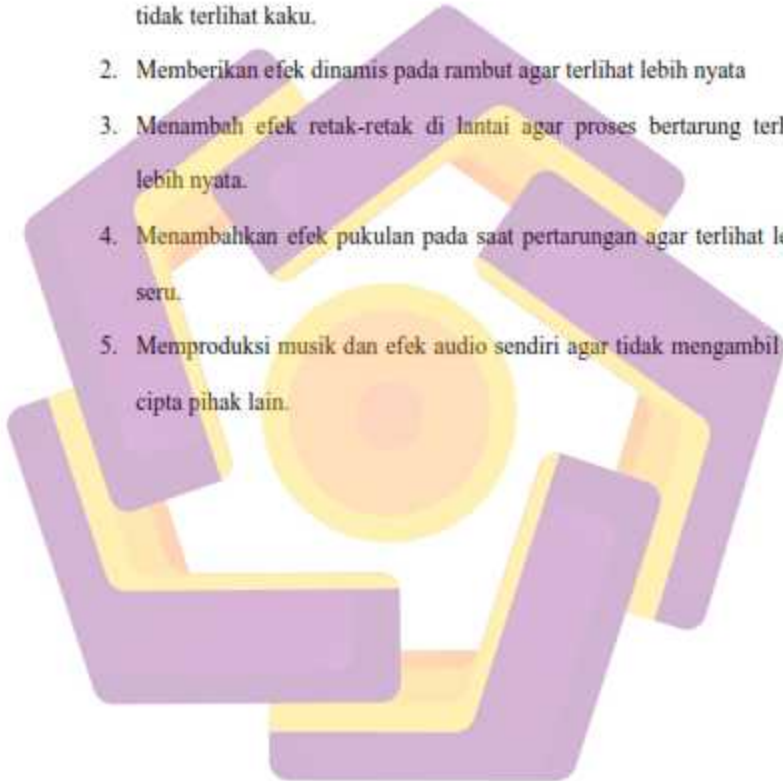 tidak terlihat kaku.
2. Memberikan efek dinamis pada rambut agar terlihat lebih nyata
3. Menambah efek retak-retak di lantai agar proses bertarung
lebih nyata.
4. Menambahkan efek pukulan pada saat pertarungan agar terlihat
seru.
5. Memproduksi musik dan efek audio sendiri agar tidak mengambil
cipta pihak lain.